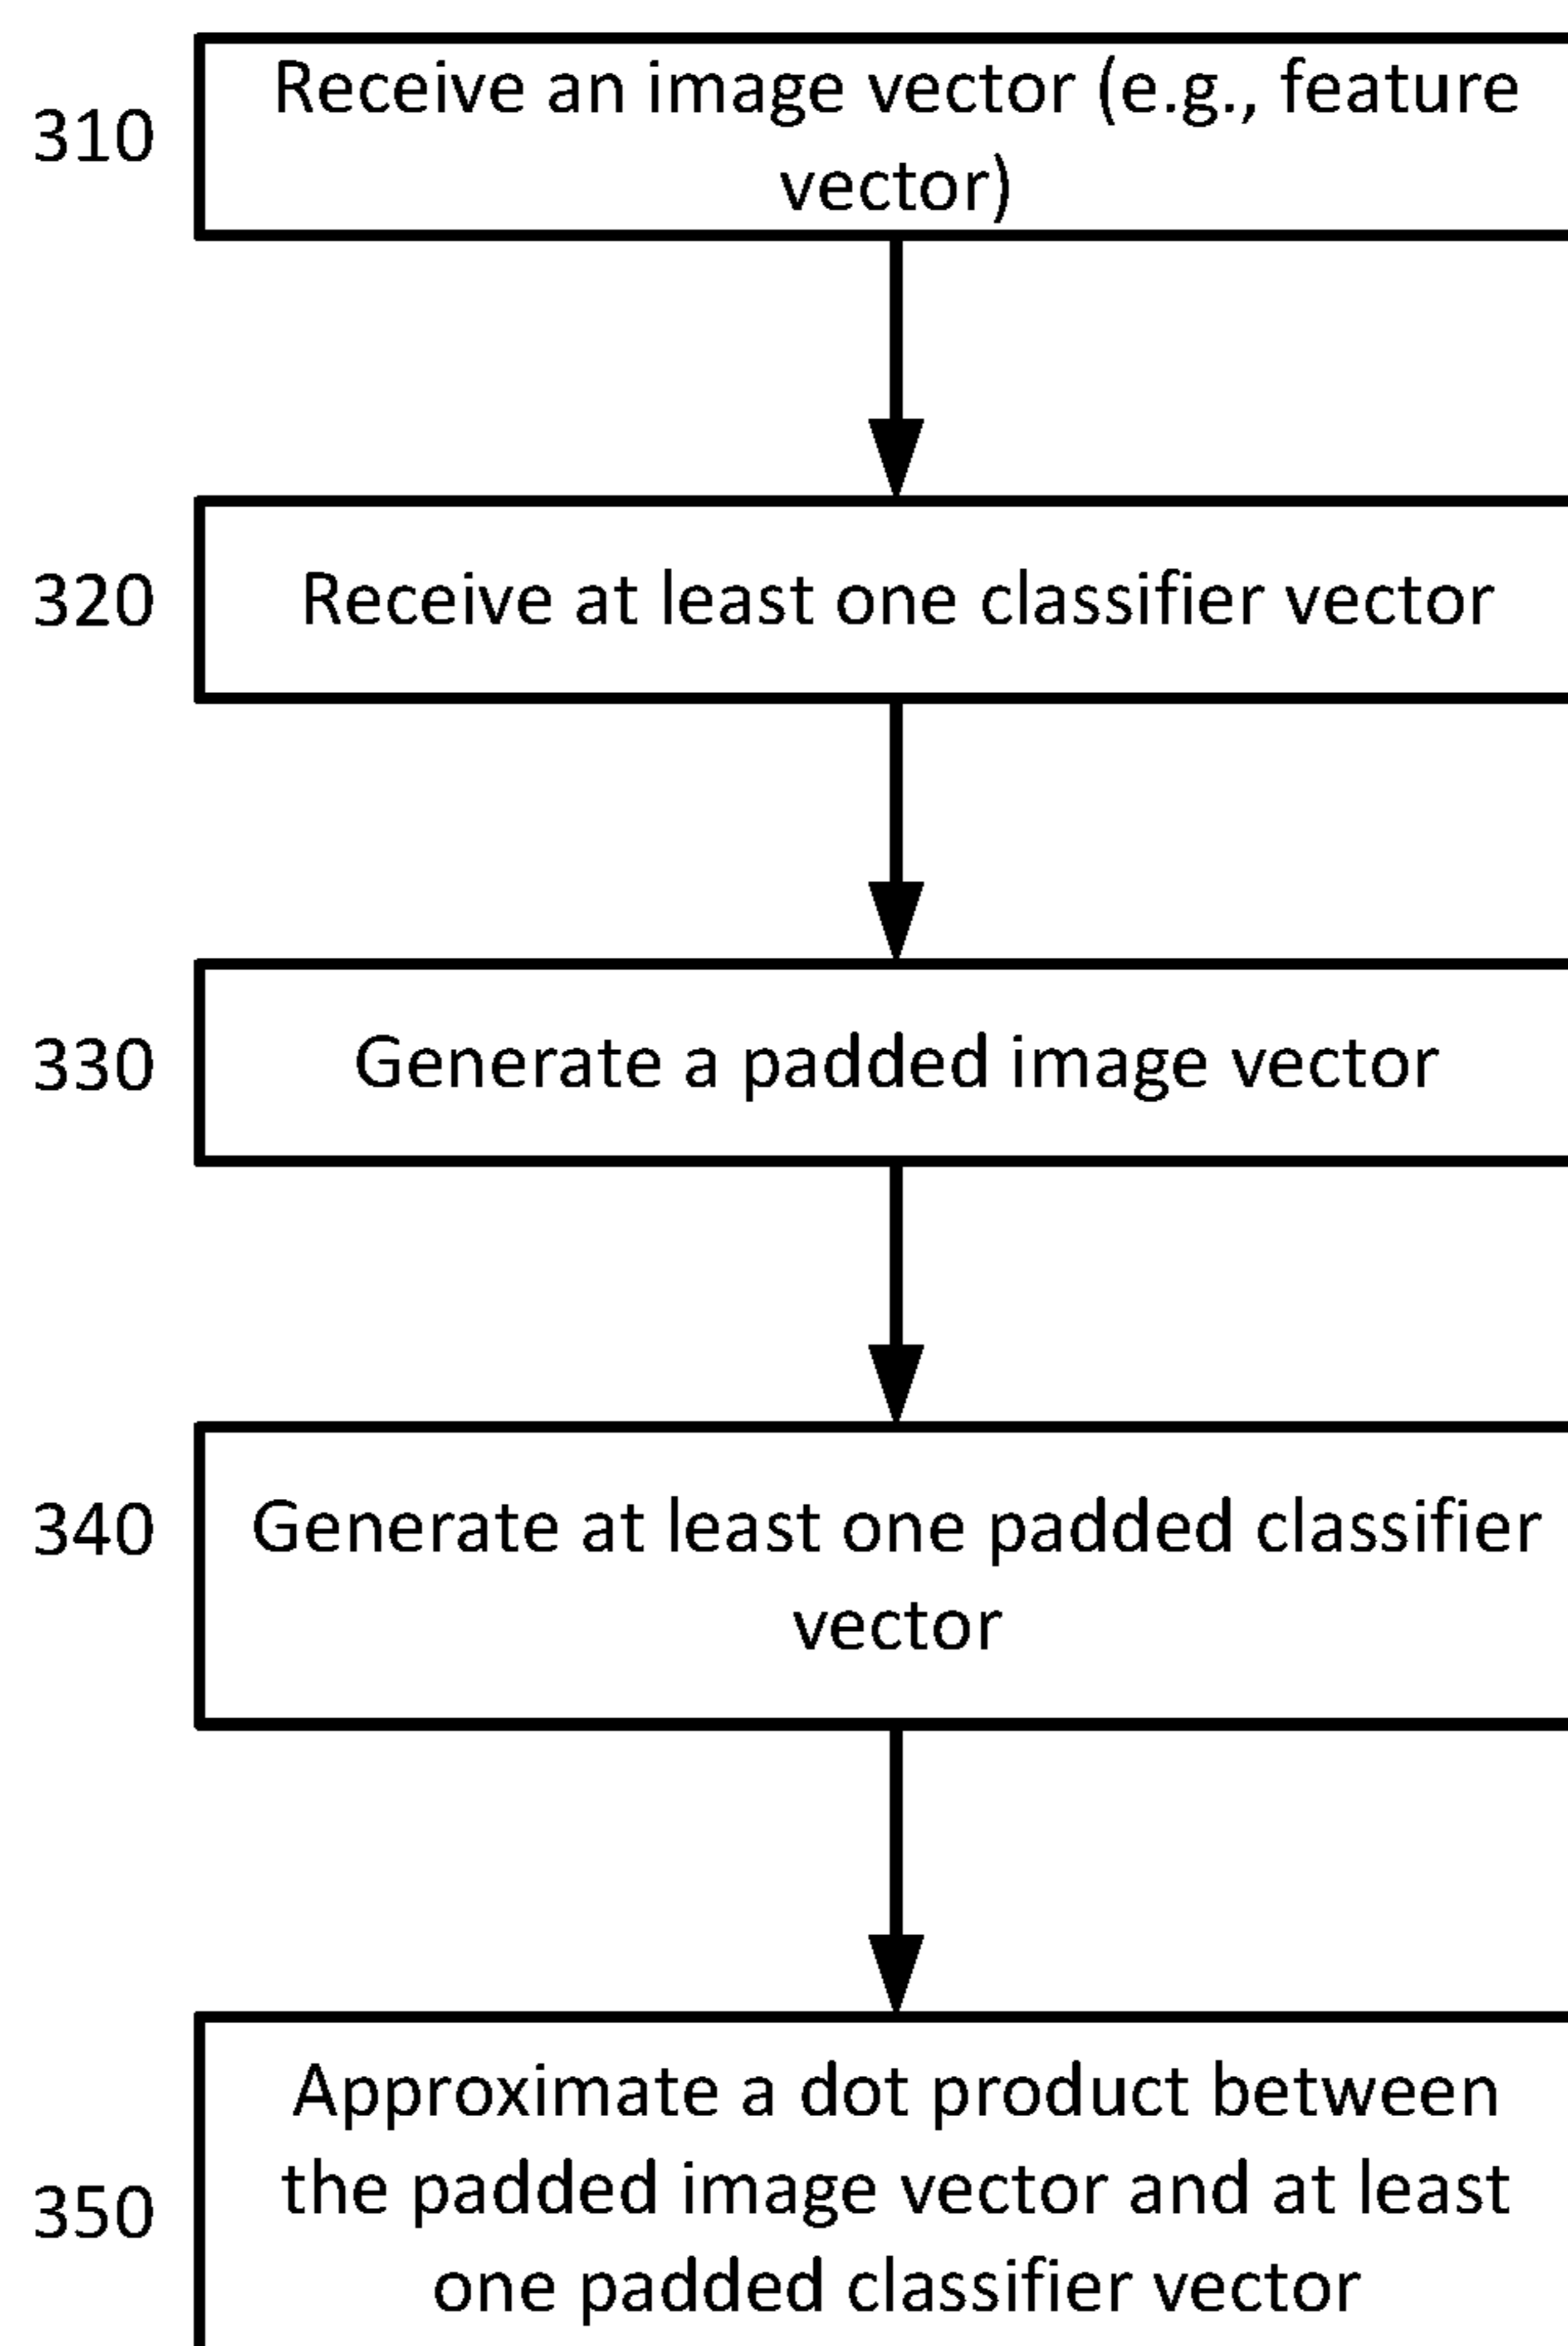 310
Receive an image vector (e.g., feature
vector)
320
Receive at least one classifier vector
330
Generate a padded image vector
340
Generate at least one padded classifier
vector
350
Approximate a dot product between
the padded image vector and at least
one padded classifier vector